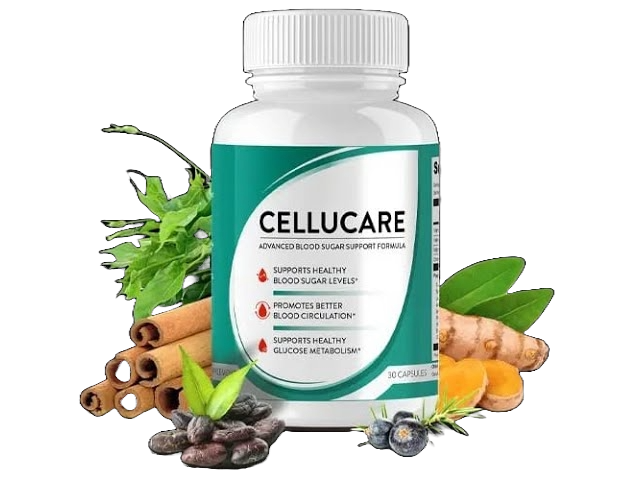 CELLUCARE
ADVANCED BLOOD SUGAR SUPPORT FORMULA
SUPPORTS HEALTHY
BLOOD SUGAR LEVELS*
PROMOTES BETTER
BLOOD CIRCULATION*
SUPPORTS HEALTHY
GLUCOSE METABOLISM*
30 CAPSULES